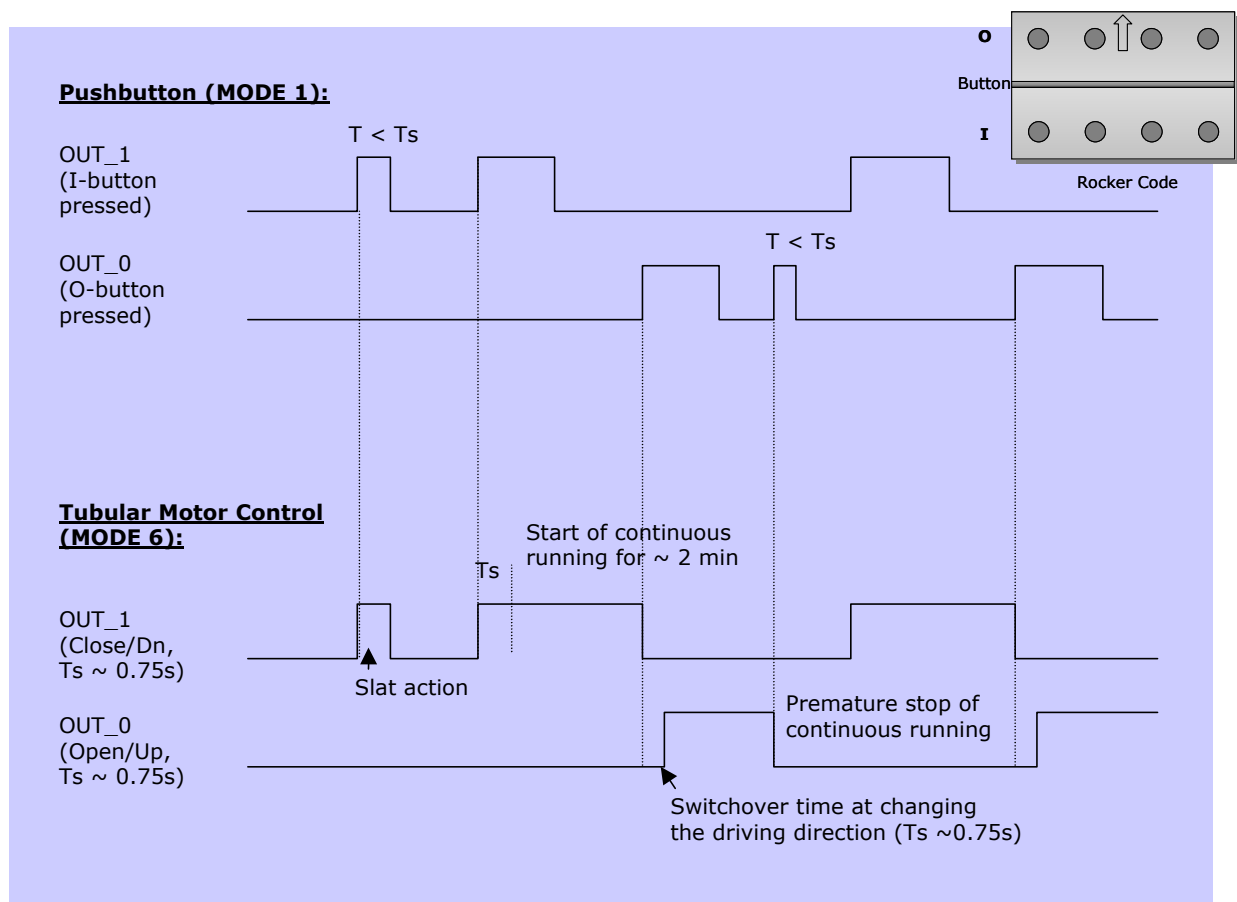 O
Button
I
Rocker Code
Pushbutton (MODE 1):
T < Ts
OUT_1
(I-button
pressed)
T < Ts
OUT_0
(O-button
pressed)
Tubular Motor Control
(MODE 6):
Start of continuous
running for ~ 2 min
Ts
OUT_1
(Close/Dn,
Ts ~ 0.75s)
Slat action
OUT_0
(Open/Up,
Ts ~ 0.75s)
Premature stop of
continuous running
Switchover time at changing
the driving direction (Ts ~0.75s)